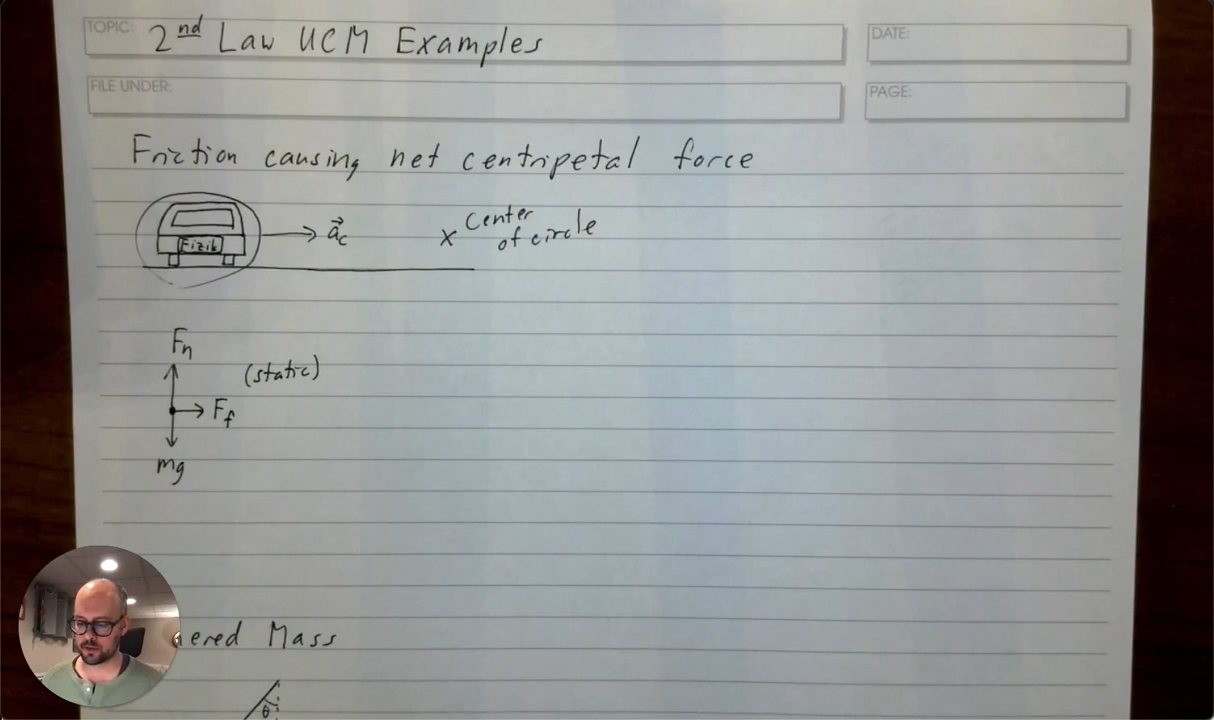 TOPIC: 2nd Law UCM Examples
DATE:
FILE UNDER:
PAGE:
Friction causing net centripetal force
Fizik
a⃗c
x center
of circle
Fn
(static)
Ff
mg
ered Mass
θ